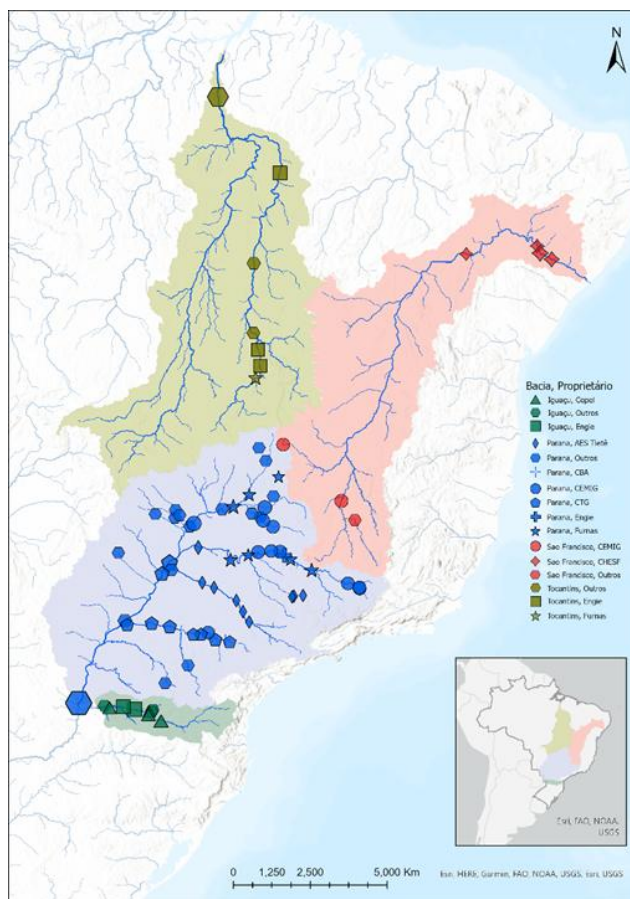 N
Bacia, Proprietário
Iguaçu, Copel
Iguaçu, Outros
Iguaçu, Engie
Parana, AES Tietê
Parana, Outros
Parana, CBA
Parana, CEMIG
Parana, CTG
Parana, Engie
Parana, Furnas
Sao Francisco, CEMIG
Sao Francisco, CHESF
Sao Francisco, Outros
Tocantins, Outros
Tocantins, Engie
Tocantins, Furnas
Esri, FAO, NOAA,
USGS
0 1,250 2,500 5,000 Km
Esri, HERE, Garmin, FAO, NOAA, USGS, Esri, USGS